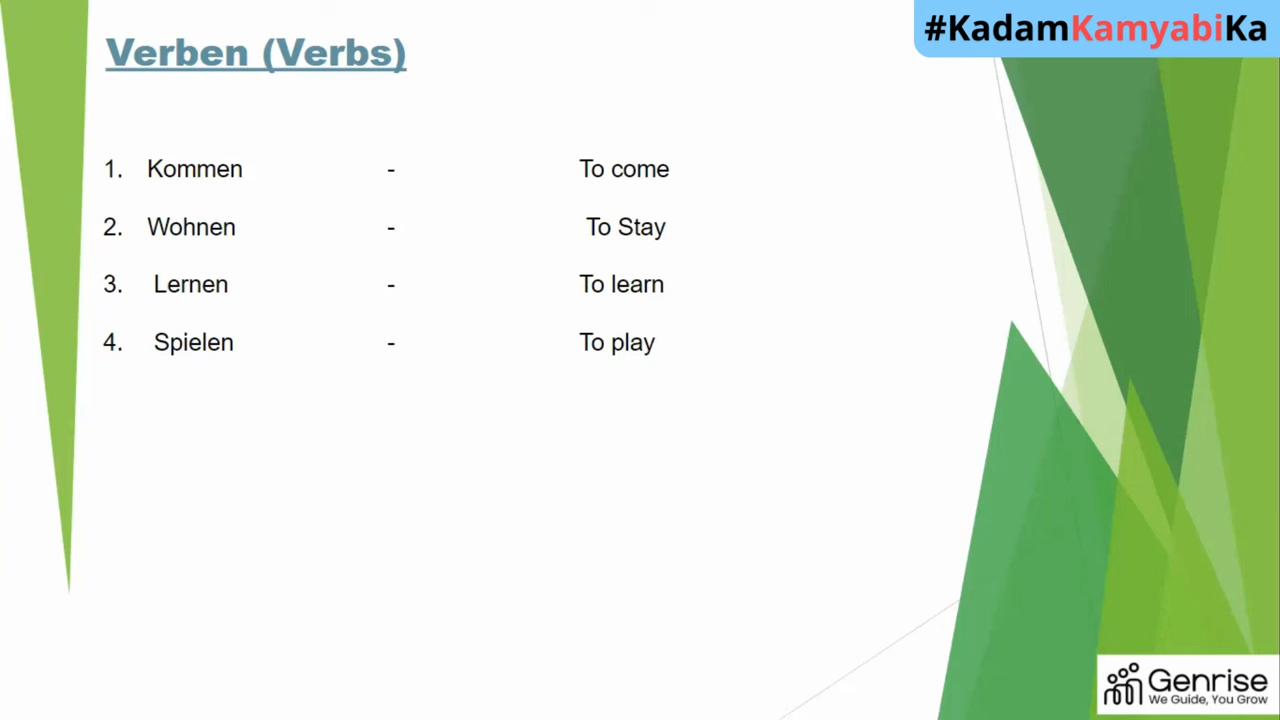 #KadamKamyabiKa
Verben (Verbs)
1. Kommen - To come
2. Wohnen - To Stay
3. Lernen - To learn
4. Spielen - To play
Genrise
We Guide, You Grow